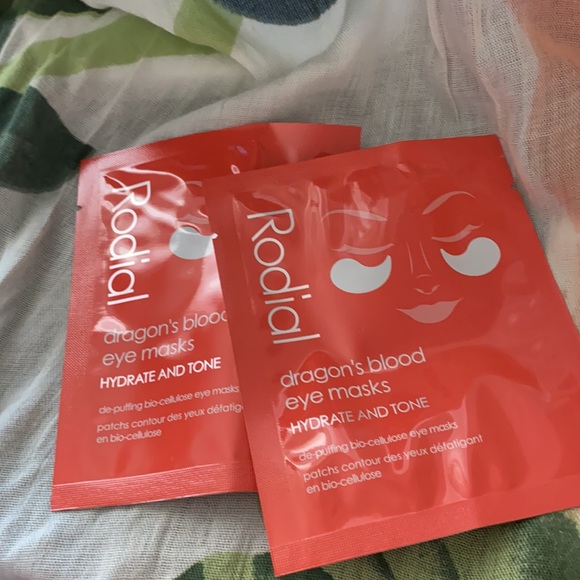 Rodial
dragon's blood
eye masks
HYDRATE AND TONE
de-puffing bio-cellulose eye masks
patchs contour des yeux défatigant
en bio-cellulose
Rodial
dragon's blood
eye masks
HYDRATE AND TONE
de-puffing bio-cellulose eye masks
patchs contour des yeux défatigant
en bio-cellulose